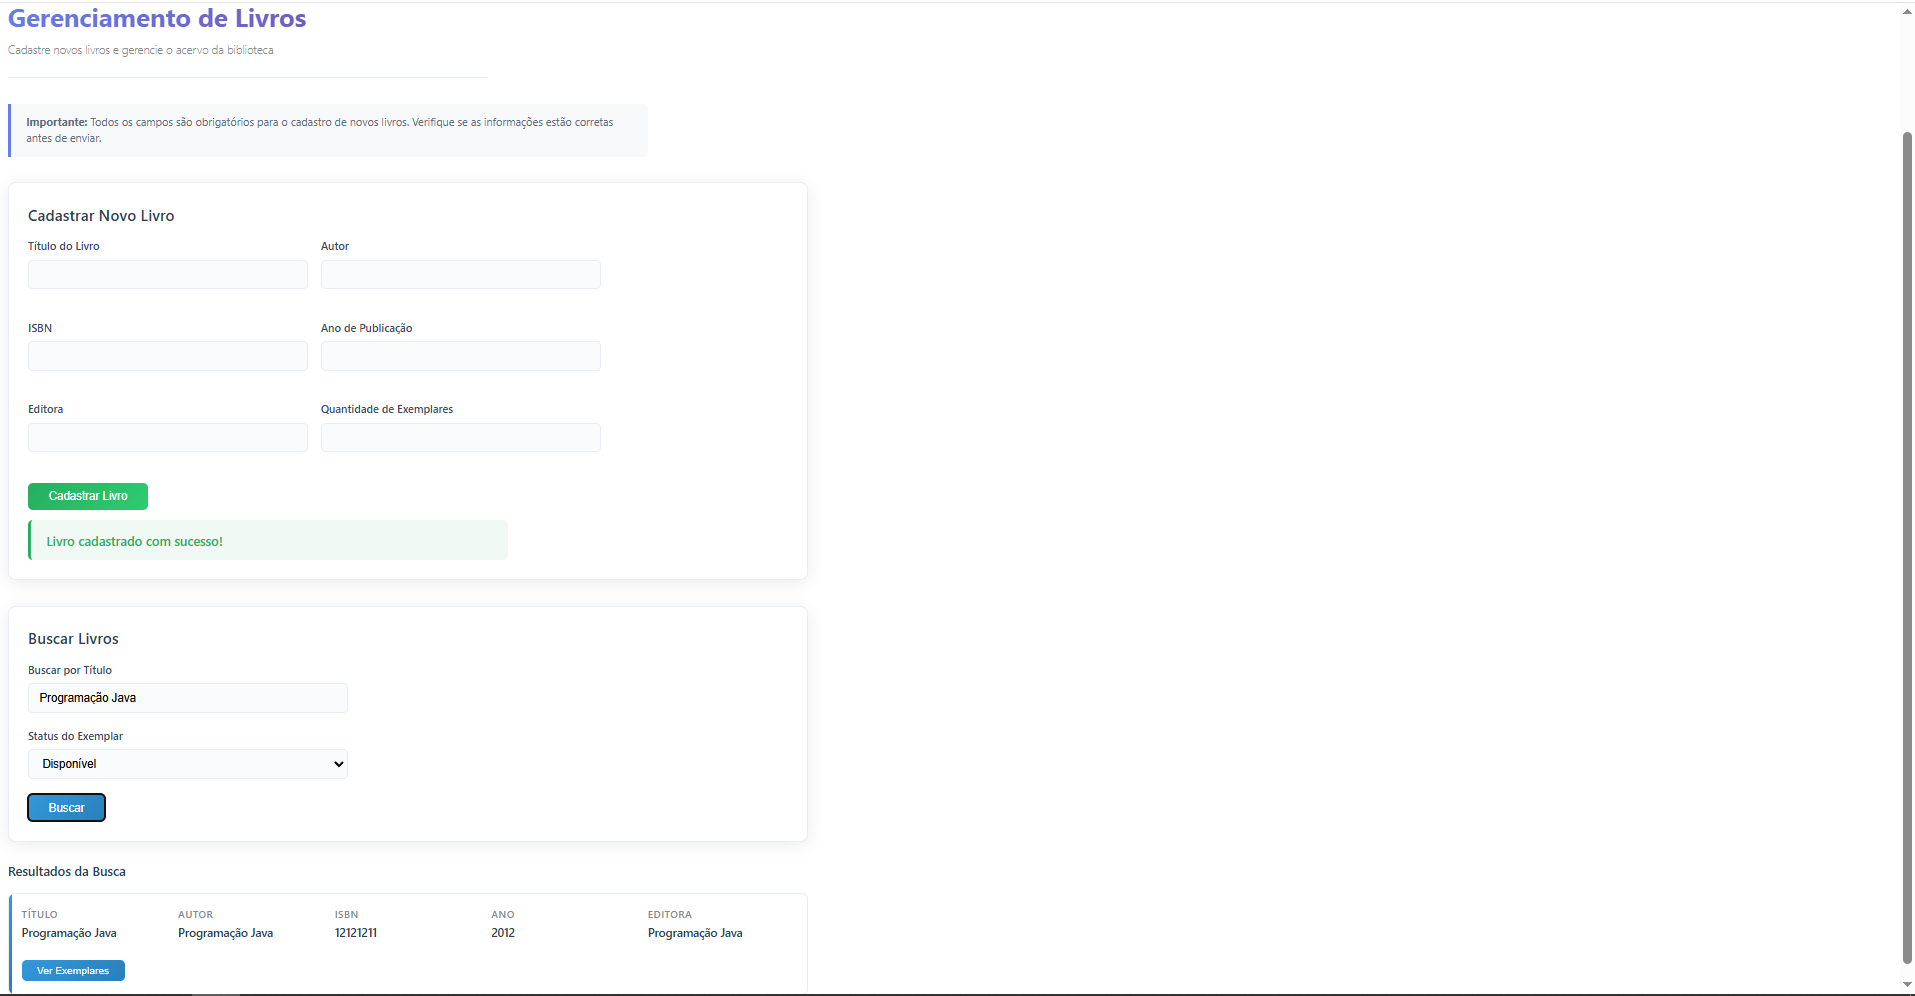 Gerenciamento de Livros
Cadastre novos livros e gerencie o acervo da biblioteca
Importante: Todos os campos são obrigatórios para o cadastro de novos livros. Verifique se as informações estão corretas
antes de enviar.
Cadastrar Novo Livro
Título do Livro Autor
ISBN Ano de Publicação
Editora Quantidade de Exemplares
Cadastrar Livro
Livro cadastrado com sucesso!
Buscar Livros
Buscar por Título
Programação Java
Status do Exemplar
Disponível
Buscar
Resultados da Busca
TÍTULO AUTOR ISBN ANO EDITORA
Programação Java Programação Java 12121211 2012 Programação Java
Ver Exemplares